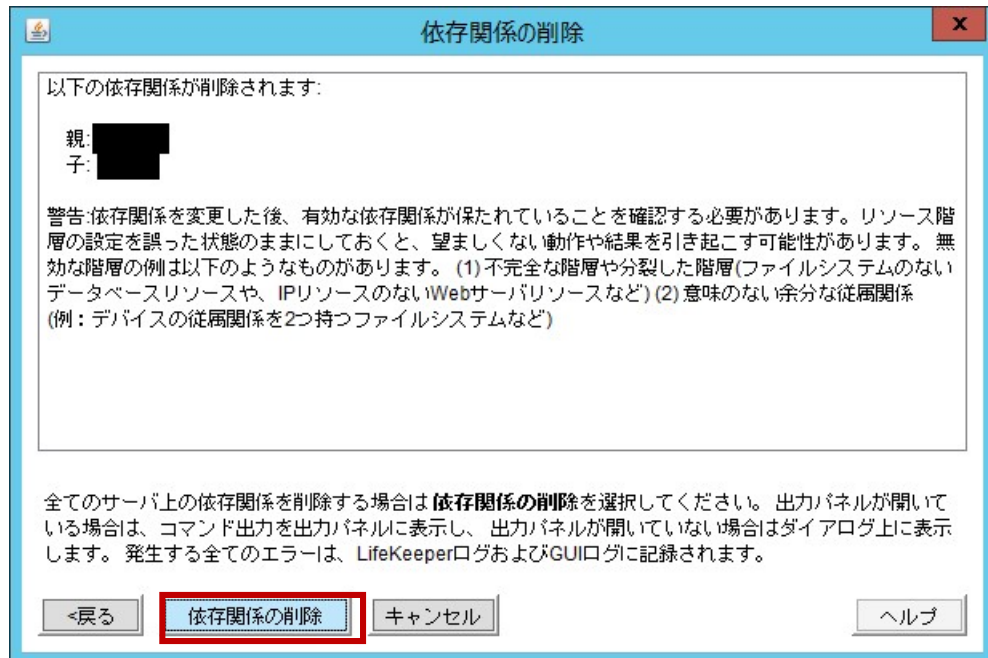 依存関係の削除
x
以下の依存関係が削除されます:
親:
子:
警告:依存関係を変更した後、有効な依存関係が保たれていることを確認する必要があります。リソース階
層の設定を誤った状態のままにしておくと、望ましくない動作や結果を引き起こす可能性があります。 無
効な階層の例は以下のようなものがあります。 (1) 不完全な階層や分裂した階層(ファイルシステムのない
データベースリソースや、IPリソースのないWebサーバリソースなど) (2) 意味のない余分な従属関係
(例：デバイスの従属関係を2つ持つファイルシステムなど)
全てのサーバ上の依存関係を削除する場合は依存関係の削除を選択してください。 出力パネルが開いて
いる場合は、コマンド出力を出力パネルに表示し、 出力パネルが開いていない場合はダイアログ上に表示
します。 発生する全てのエラーは、LifeKeeperログおよびGUIログに記録されます。
<戻る 依存関係の削除 キャンセル ヘルプ